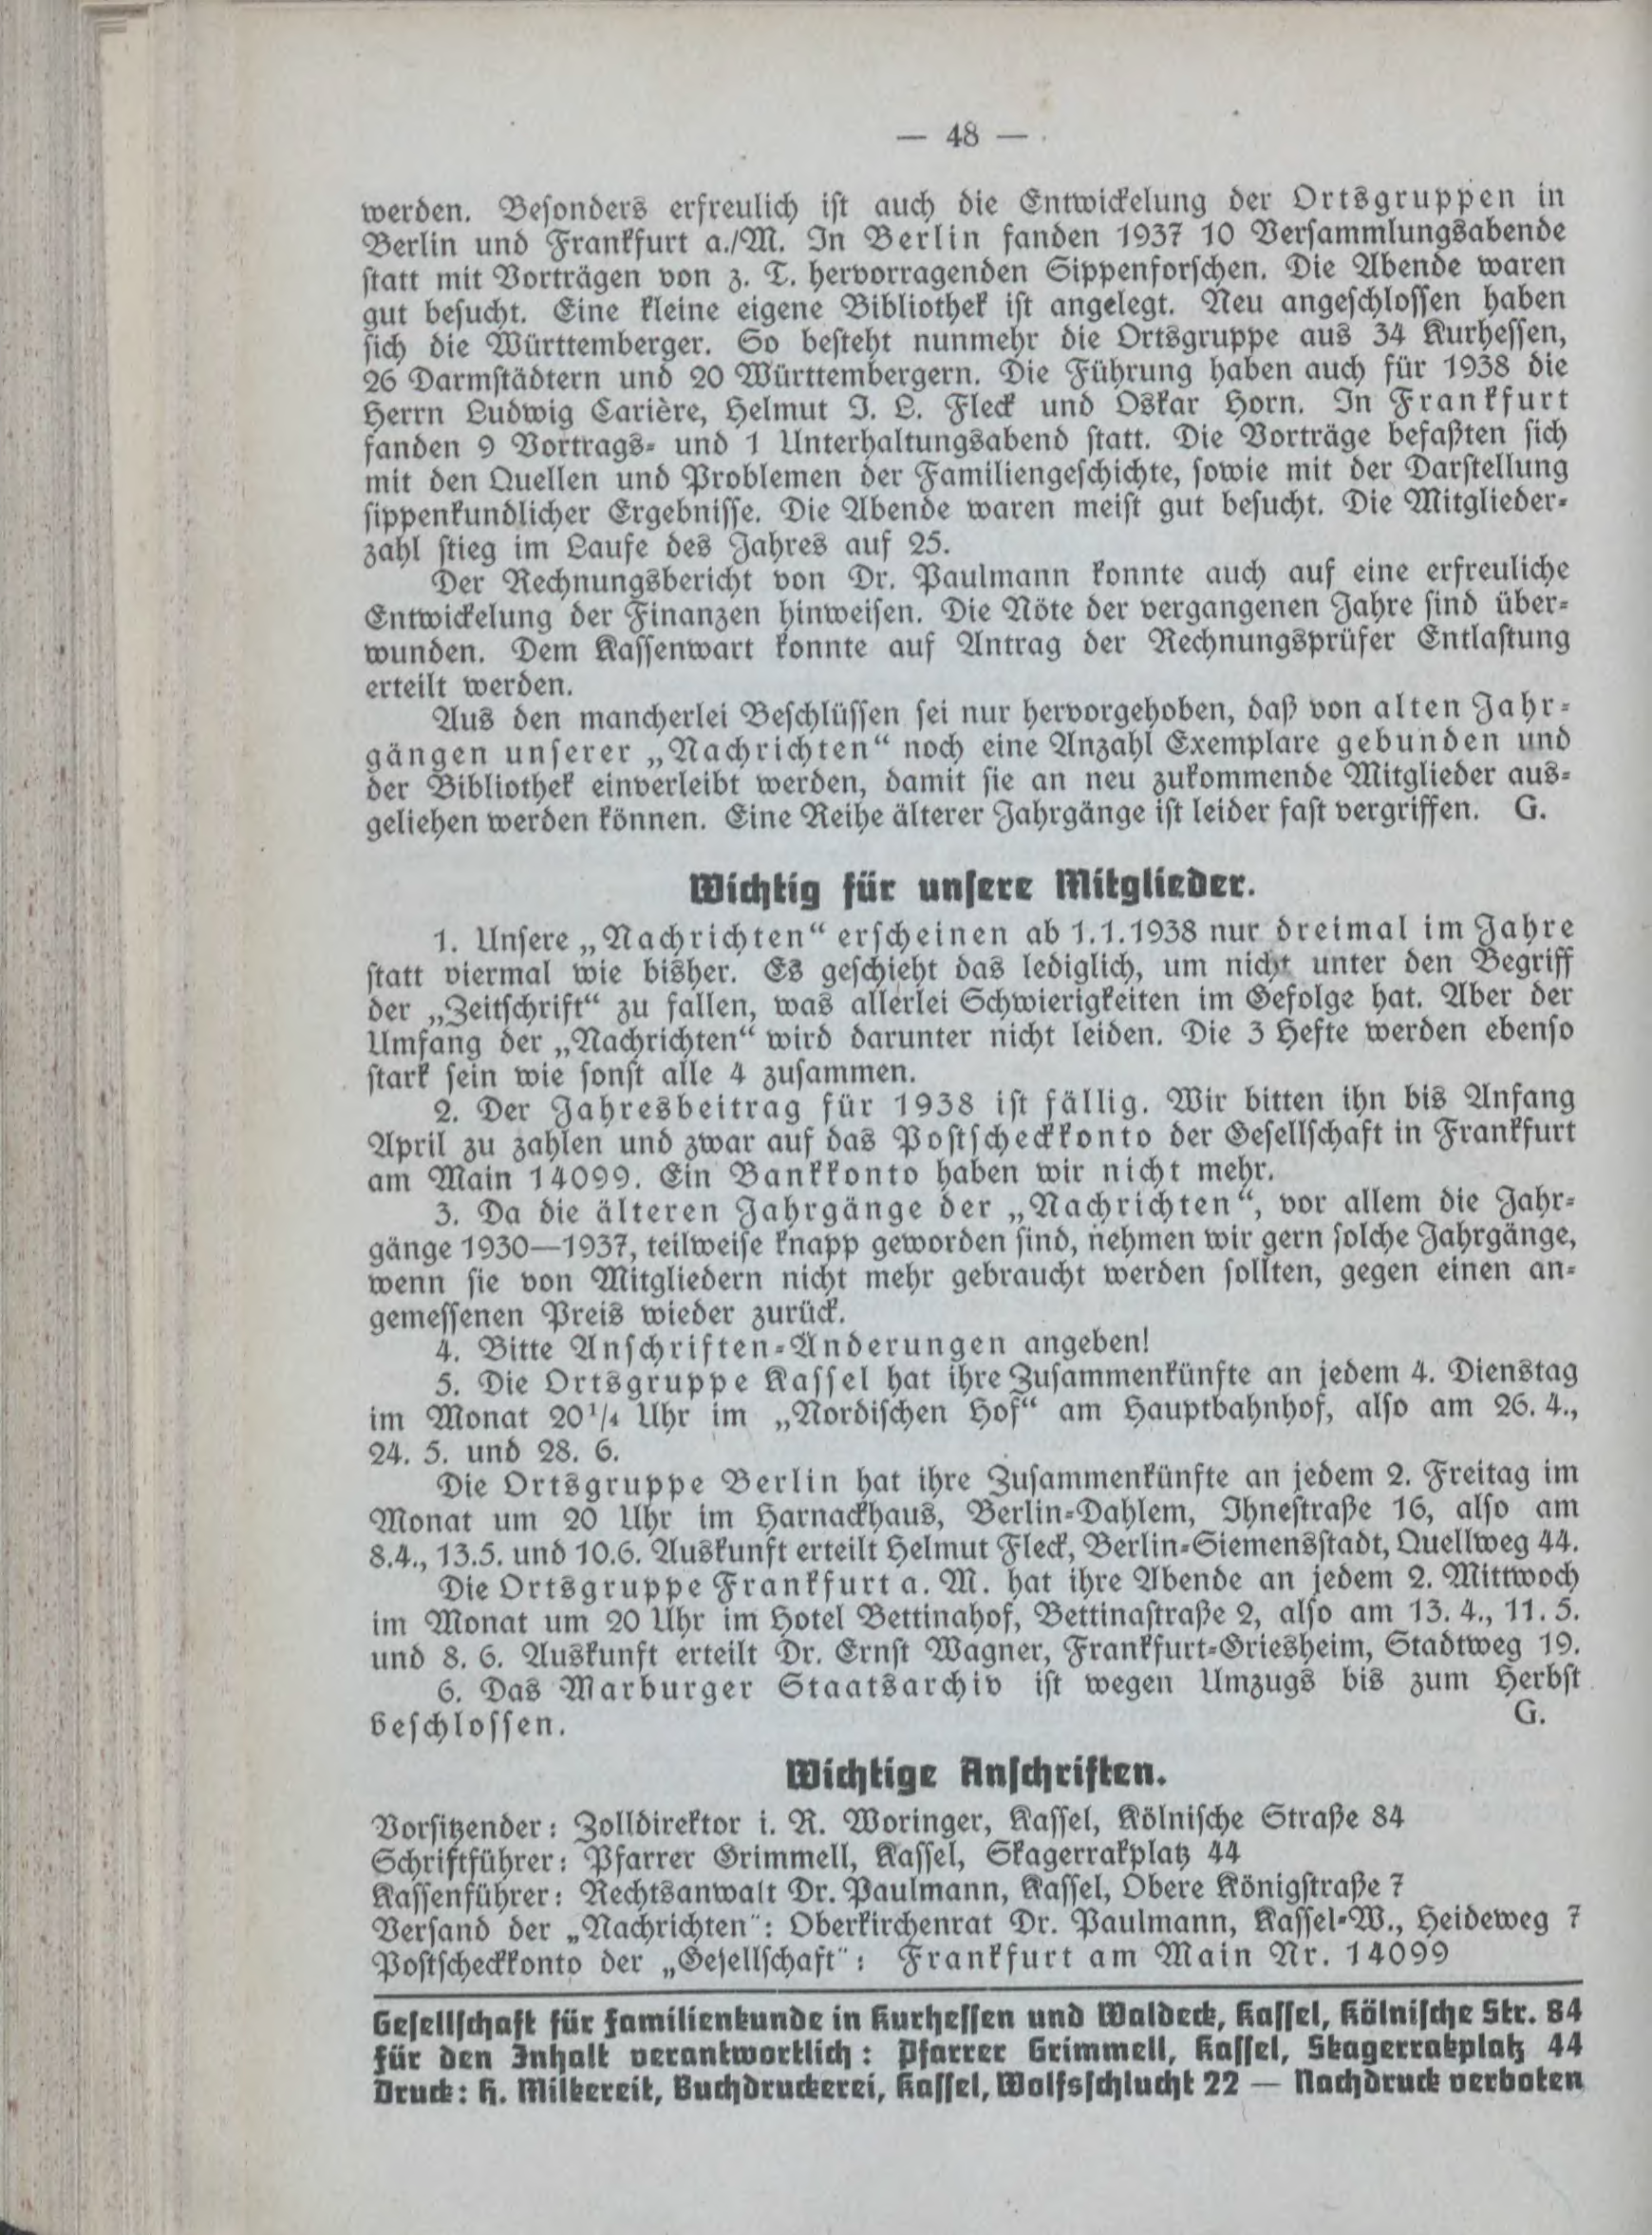 — 48 —
werden. Besonders erfreulich ist auch die Entwickelung der Ortsgruppen in
Berlin und Frankfurt a./M. In Berlin fanden 1937 10 Versammlungsabende
statt mit Vorträgen von z. T. hervorragenden Sippenforschen. Die Abende waren
gut besucht. Eine kleine eigene Bibliothek ist angelegt. Neu angeschlossen haben
sich die Württemberger. So besteht nunmehr die Ortsgruppe aus 34 Kurhessen,
26 Darmstädtern und 20 Württembergern. Die Führung haben auch für 1938 die
Herrn Ludwig Carière, Helmut J. L. Fleck und Oskar Horn. In Frankfurt
fanden 9 Vortrags- und 1 Unterhaltungsabend statt. Die Vorträge befaßten sich
mit den Quellen und Problemen der Familiengeschichte, sowie mit der Darstellung
sippenkundlicher Ergebnisse. Die Abende waren meist gut besucht. Die Mitglieder-
zahl stieg im Laufe des Jahres auf 25.
Der Rechnungsbericht von Dr. Paulmann konnte auch auf eine erfreuliche
Entwickelung der Finanzen hinweisen. Die Nöte der vergangenen Jahre sind über-
wunden. Dem Kassenwart konnte auf Antrag der Rechnungsprüfer Entlastung
erteilt werden.
Aus den mancherlei Beschlüssen sei nur hervorgehoben, daß von alten Jahr-
gängen unserer „Nachrichten“ noch eine Anzahl Exemplare gebunden und
der Bibliothek einverleibt werden, damit sie an neu zukommende Mitglieder aus-
geliehen werden können. Eine Reihe älterer Jahrgänge ist leider fast vergriffen. G.
Wichtig für unsere Mitglieder.
1. Unsere „Nachrichten“ erscheinen ab 1.1.1938 nur dreimal im Jahre
statt viermal wie bisher. Es geschieht das lediglich, um nicht unter den Begriff
der „Zeitschrift“ zu fallen, was allerlei Schwierigkeiten im Gefolge hat. Aber der
Umfang der „Nachrichten“ wird darunter nicht leiden. Die 3 Hefte werden ebenso
stark sein wie sonst alle 4 zusammen.
2. Der Jahresbeitrag für 1938 ist fällig. Wir bitten ihn bis Anfang
April zu zahlen und zwar auf das Postscheckkonto der Gesellschaft in Frankfurt
am Main 14099. Ein Bankkonto haben wir nicht mehr.
3. Da die älteren Jahrgänge der „Nachrichten“, vor allem die Jahr-
gänge 1930—1937, teilweise knapp geworden sind, nehmen wir gern solche Jahrgänge,
wenn sie von Mitgliedern nicht mehr gebraucht werden sollten, gegen einen an-
gemessenen Preis wieder zurück.
4. Bitte Anschriften-Änderungen angeben!
5. Die Ortsgruppe Kassel hat ihre Zusammenkünfte an jedem 4. Dienstag
im Monat 20¼ Uhr im „Nordischen Hof“ am Hauptbahnhof, also am 26. 4.,
24. 5. und 28. 6.
Die Ortsgruppe Berlin hat ihre Zusammenkünfte an jedem 2. Freitag im
Monat um 20 Uhr im Harnackhaus, Berlin-Dahlem, Ihnestraße 16, also am
8.4., 13.5. und 10.6. Auskunft erteilt Helmut Fleck, Berlin-Siemensstadt, Quellweg 44.
Die Ortsgruppe Frankfurt a. M. hat ihre Abende an jedem 2. Mittwoch
im Monat um 20 Uhr im Hotel Bettinahof, Bettinastraße 2, also am 13. 4., 11. 5.
und 8. 6. Auskunft erteilt Dr. Ernst Wagner, Frankfurt-Griesheim, Stadtweg 19.
6. Das Marburger Staatsarchiv ist wegen Umzugs bis zum Herbst
beschlossen. G.
Wichtige Anschriften.
Vorsitzender: Zolldirektor i. R. Woringer, Kassel, Kölnische Straße 84
Schriftführer: Pfarrer Grimmell, Kassel, Skagerrakplatz 44
Kassenführer: Rechtsanwalt Dr. Paulmann, Kassel, Obere Königstraße 7
Versand der „Nachrichten“: Oberkirchenrat Dr. Paulmann, Kassel-W., Heideweg 7
Postscheckkonto der „Gesellschaft“: Frankfurt am Main Nr. 14099
Gesellschaft für Familienkunde in Kurhessen und Waldeck, Kassel, Kölnische Str. 84
Für den Inhalt verantwortlich: Pfarrer Grimmell, Kassel, Skagerrakplatz 44
Druck: H. Milkereit, Buchdruckerei, Kassel, Wolfsschlucht 22 — Nachdruck verboten